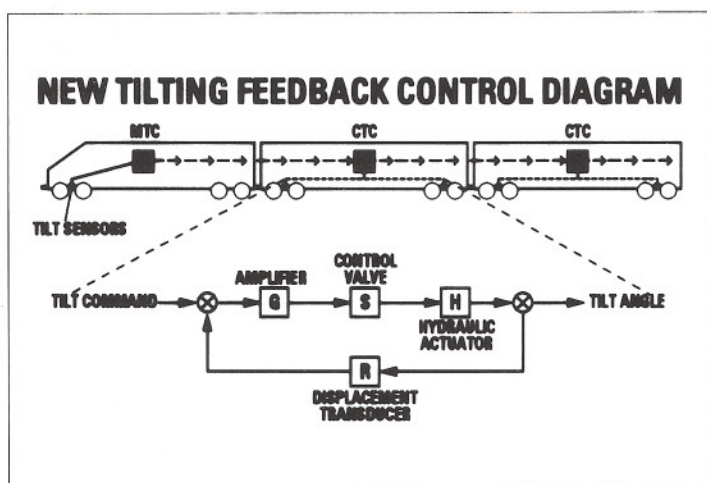 NEW TILTING FEEDBACK CONTROL DIAGRAM
MTC
CTC
CTC
TILT SENSORS
TILT COMMAND
AMPLIFIER
G
CONTROL
VALVE
S
H
HYDRAULIC
ACTUATOR
TILT ANGLE
R
DISPLACEMENT
TRANSDUCER